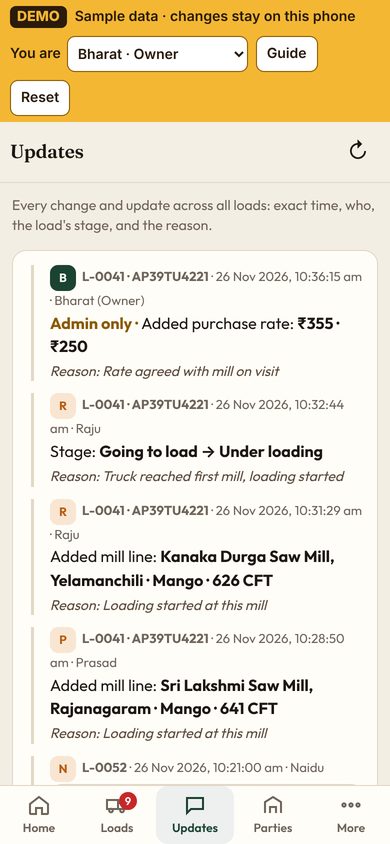 DEMO Sample data · changes stay on this phone
You are Bharat · Owner Guide
Reset
Updates
Every change and update across all loads: exact time, who,
the load's stage, and the reason.
B L-0041 · AP39TU4221 · 26 Nov 2026, 10:36:15 am
· Bharat (Owner)
Admin only · Added purchase rate: ₹355 ·
₹250
Reason: Rate agreed with mill on visit
R L-0041 · AP39TU4221 · 26 Nov 2026, 10:32:44
am · Raju
Stage: Going to load → Under loading
Reason: Truck reached first mill, loading started
R L-0041 · AP39TU4221 · 26 Nov 2026, 10:31:29 am
· Raju
Added mill line: Kanaka Durga Saw Mill,
Yelamanchili · Mango · 626 CFT
Reason: Loading started at this mill
P L-0041 · AP39TU4221 · 26 Nov 2026, 10:28:50
am · Prasad
Added mill line: Sri Lakshmi Saw Mill,
Rajanagaram · Mango · 641 CFT
Reason: Loading started at this mill
N L-0052 · 26 Nov 2026, 10:21:00 am · Naidu
9
Home Loads Updates Parties More